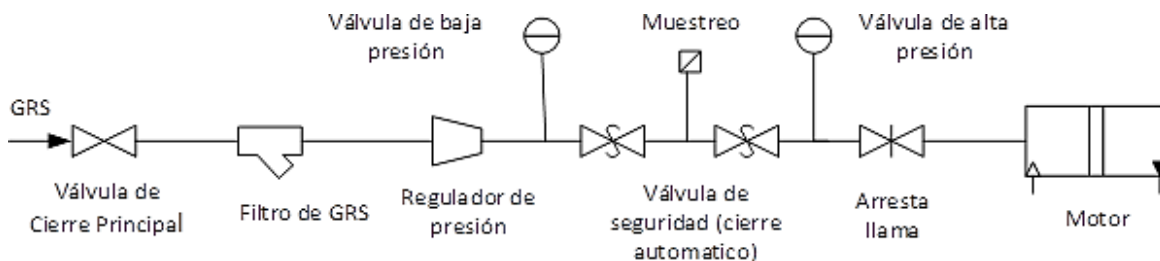 Válvula de baja
presión
Muestreo
Válvula de alta
presión
GRS
Válvula de
Cierre Principal
Filtro de GRS
Regulador de
presión
Válvula de
seguridad (cierre
automatico)
Arresta
llama
Motor